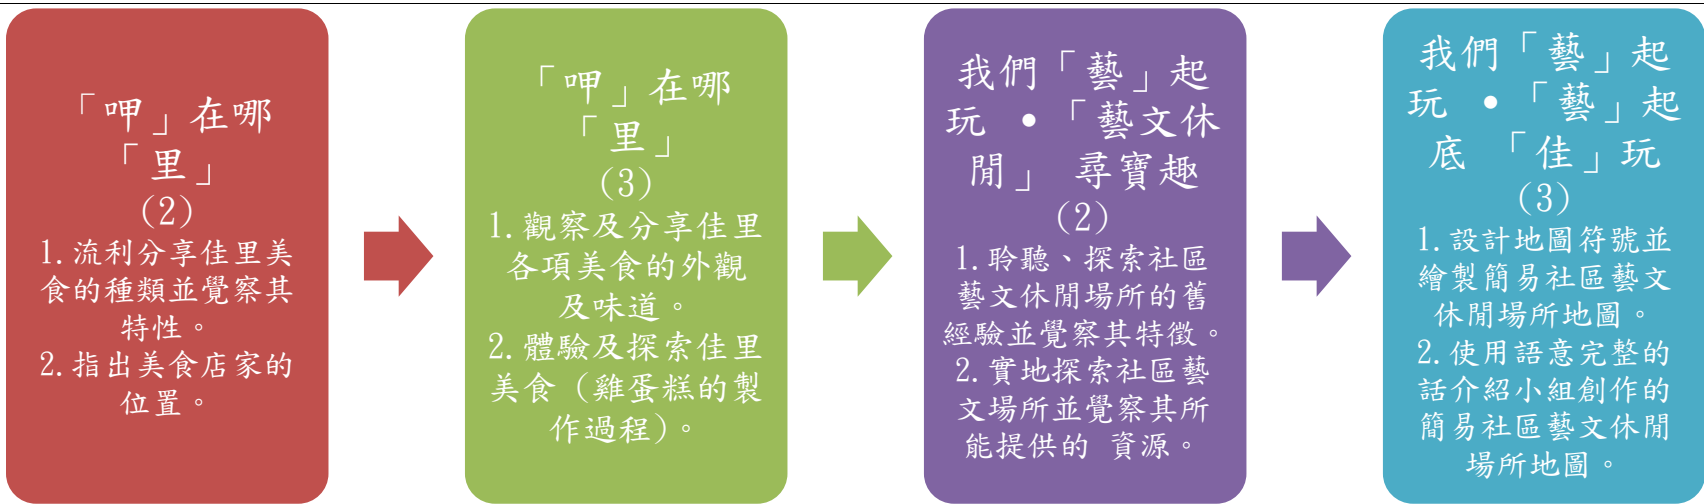 「呷」在哪
「里」
(2)
1.流利分享佳里美
食的種類並覺察其
特性。
2.指出美食店家的
位置。
「呷」在哪
「里」
(3)
1.觀察及分享佳里
各項美食的外觀
及味道。
2.體驗及探索佳里
美食（雞蛋糕的製
作過程）。
我們「藝」起
玩 •「藝文休
閒」 尋寶趣
(2)
1.聆聽、探索社區
藝文休閒場所的舊
經驗並覺察其特徵。
2.實地探索社區藝
文場所並覺察其所
能提供的 資源。
我們「藝」起
玩 •「藝」起
底 「佳」玩
(3)
1.設計地圖符號並
繪製簡易社區藝文
休閒場所地圖。
2.使用語意完整的
話介紹小組創作的
簡易社區藝文休閒
場所地圖。